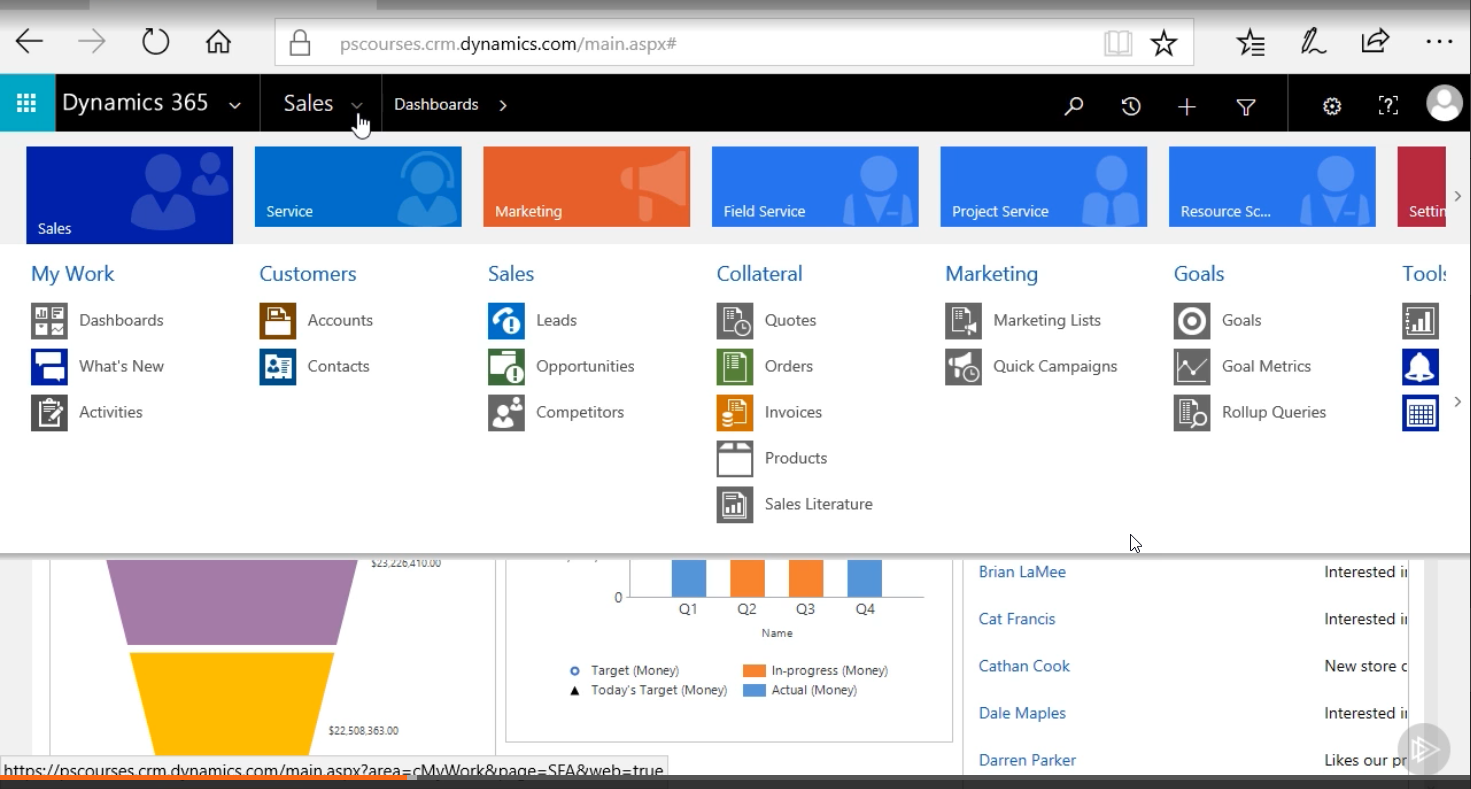 pscourses.crm.dynamics.com/main.aspx#
Dynamics 365
Sales
Dashboards
Sales
Service
Marketing
Field Service
Project Service
Resource Sc...
Settin
My Work
Customers
Sales
Collateral
Marketing
Goals
Tools
Dashboards
Accounts
Leads
Quotes
Marketing Lists
Goals
What's New
Contacts
Opportunities
Orders
Quick Campaigns
Goal Metrics
Activities
Competitors
Invoices
Rollup Queries
Products
Sales Literature
$23,226,410.00
0
Q1 Q2 Q3 Q4
Name
Target (Money)
In-progress (Money)
Today's Target (Money)
Actual (Money)
$22,508,363.00
Brian LaMee
Interested i
Cat Francis
Interested i
Cathan Cook
New store c
Dale Maples
Interested i
Darren Parker
Likes our pr
https://pscourses.crm.dynamics.com/main.aspx?area=cMyWork&page=SFA&web=true